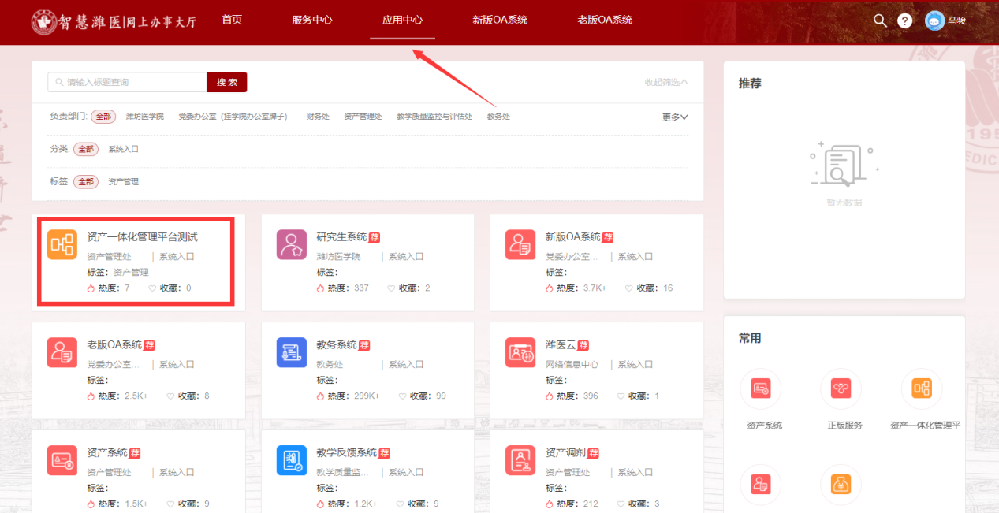 智慧潍医|网上办事大厅 首页 服务中心 应用中心 新版OA系统 老版OA系统 ? 马骏
请输入标题查询 搜索 收起筛选
负责部门: 全部 潍坊医学院 党委办公室（挂学院办公室牌子） 财务处 资产管理处 教学质量监控与评估处 教务处 更多
分类: 全部 系统入口
标签: 全部 资产管理
推荐
暂无数据
资产一体化管理平台测试
资产管理处 | 系统入口
标签: 资产管理
热度: 7 收藏: 0
研究生系统 荐
潍坊医学院 | 系统入口
标签:
热度: 337 收藏: 2
新版OA系统 荐
党委办公室... | 系统入口
标签:
热度: 3.7K+ 收藏: 16
老版OA系统 荐
党委办公室... | 系统入口
标签:
热度: 2.5K+ 收藏: 8
教务系统 荐
教务处 | 系统入口
标签:
热度: 299K+ 收藏: 99
潍医云 荐
网络信息中心 | 系统入口
标签:
热度: 396 收藏: 1
资产系统 荐
资产管理处 | 系统入口
标签:
热度: 1.5K+ 收藏: 9
教学反馈系统 荐
教学质量监... | 系统入口
标签:
热度: 1.2K+ 收藏: 9
资产调剂 荐
资产管理处 | 系统入口
标签:
热度: 212 收藏: 3
常用
资产系统 正版服务 资产一体化管理平